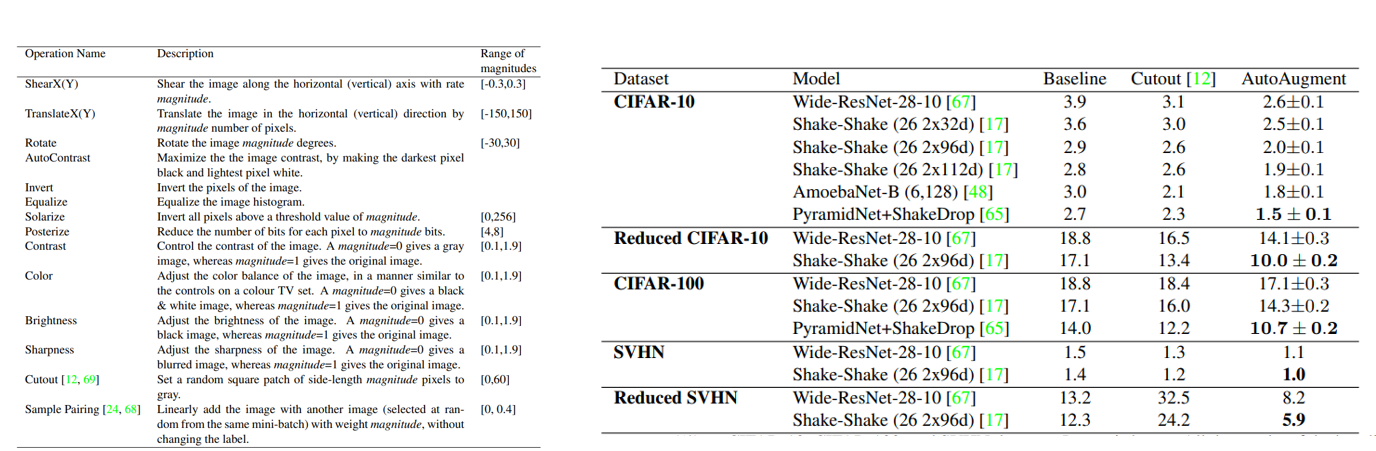 Operation Name Description Range of
magnitudes
ShearX(Y) Shear the image along the horizontal (vertical) axis with rate [-0.3,0.3]
magnitude.
TranslateX(Y) Translate the image in the horizontal (vertical) direction by [-150,150]
magnitude number of pixels.
Rotate Rotate the image magnitude degrees. [-30,30]
AutoContrast Maximize the the image contrast, by making the darkest pixel
black and lightest pixel white.
Invert Invert the pixels of the image.
Equalize Equalize the image histogram.
Solarize Invert all pixels above a threshold value of magnitude. [0,256]
Posterize Reduce the number of bits for each pixel to magnitude bits. [4,8]
Contrast Control the contrast of the image. A magnitude=0 gives a gray [0.1,1.9]
image, whereas magnitude=1 gives the original image.
Color Adjust the color balance of the image, in a manner similar to [0.1,1.9]
the controls on a colour TV set. A magnitude=0 gives a black
& white image, whereas magnitude=1 gives the original image.
Brightness Adjust the brightness of the image. A magnitude=0 gives a [0.1,1.9]
black image, whereas magnitude=1 gives the original image.
Sharpness Adjust the sharpness of the image. A magnitude=0 gives a [0.1,1.9]
blurred image, whereas magnitude=1 gives the original image.
Cutout [12, 69] Set a random square patch of side-length magnitude pixels to [0,60]
gray.
Sample Pairing [24, 68] Linearly add the image with another image (selected at ran- [0, 0.4]
dom from the same mini-batch) with weight magnitude, without
changing the label.
Dataset Model Baseline Cutout [12] AutoAugment
CIFAR-10 Wide-ResNet-28-10 [67] 3.9 3.1 2.6±0.1
Shake-Shake (26 2x32d) [17] 3.6 3.0 2.5±0.1
Shake-Shake (26 2x96d) [17] 2.9 2.6 2.0±0.1
Shake-Shake (26 2x112d) [17] 2.8 2.6 1.9±0.1
AmoebaNet-B (6,128) [48] 3.0 2.1 1.8±0.1
PyramidNet+ShakeDrop [65] 2.7 2.3 1.5 ± 0.1
Reduced CIFAR-10 Wide-ResNet-28-10 [67] 18.8 16.5 14.1±0.3
Shake-Shake (26 2x96d) [17] 17.1 13.4 10.0 ± 0.2
CIFAR-100 Wide-ResNet-28-10 [67] 18.8 18.4 17.1±0.3
Shake-Shake (26 2x96d) [17] 17.1 16.0 14.3±0.2
PyramidNet+ShakeDrop [65] 14.0 12.2 10.7 ± 0.2
SVHN Wide-ResNet-28-10 [67] 1.5 1.3 1.1
Shake-Shake (26 2x96d) [17] 1.4 1.2 1.0
Reduced SVHN Wide-ResNet-28-10 [67] 13.2 32.5 8.2
Shake-Shake (26 2x96d) [17] 12.3 24.2 5.9